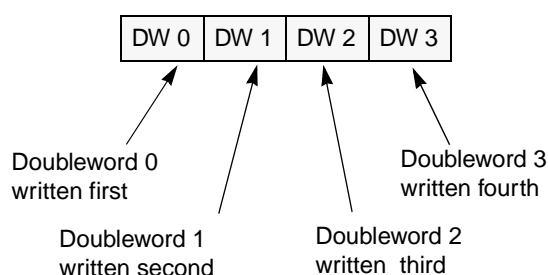 DW 0 DW 1 DW 2 DW 3
Doubleword 0
written first
Doubleword 3
written fourth
Doubleword 1
written second
Doubleword 2
written third